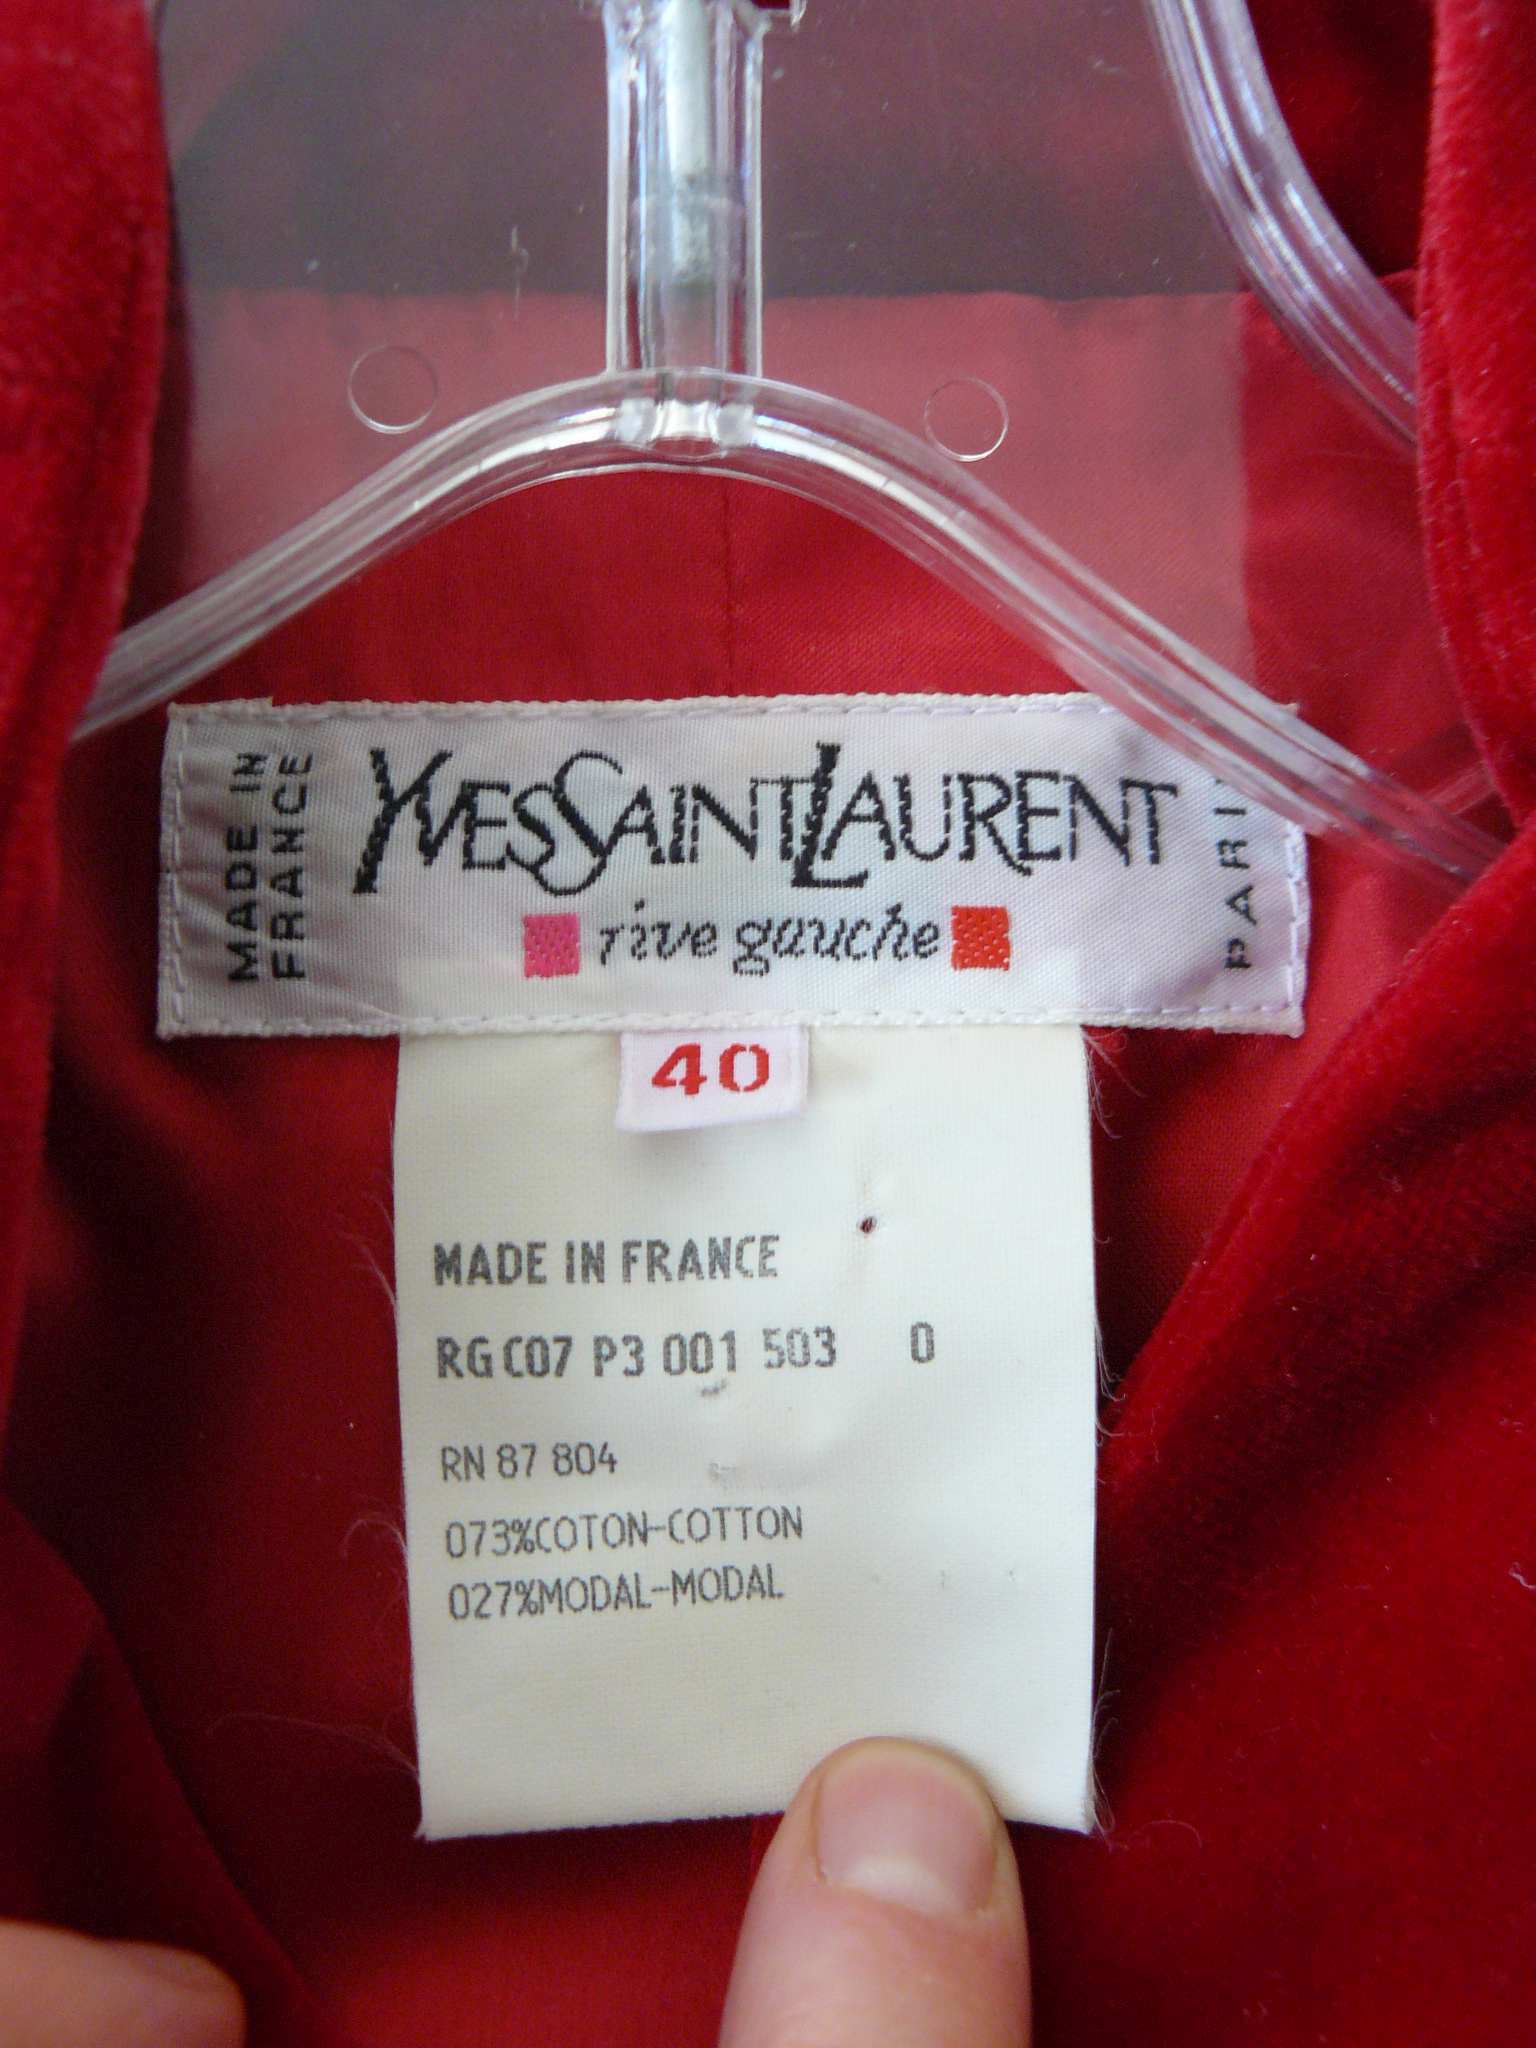 MADE IN
FRANCE
YVESSAINTLAURENT
rive gauche
PARI
40
MADE IN FRANCE
RG C07 P3 001 503 0
RN 87 804
073%COTON-COTTON
027%MODAL-MODAL